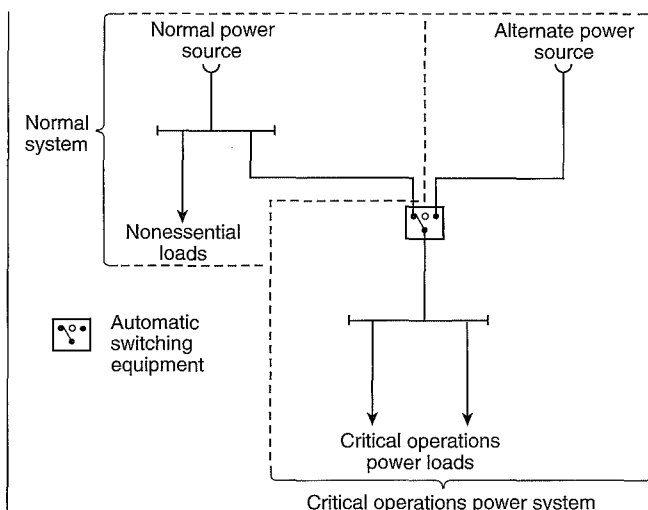 Normal power
source
Alternate power
source
Normal
system
Nonessential
loads
Automatic
switching
equipment
Critical operations
power loads
Critical operations power system